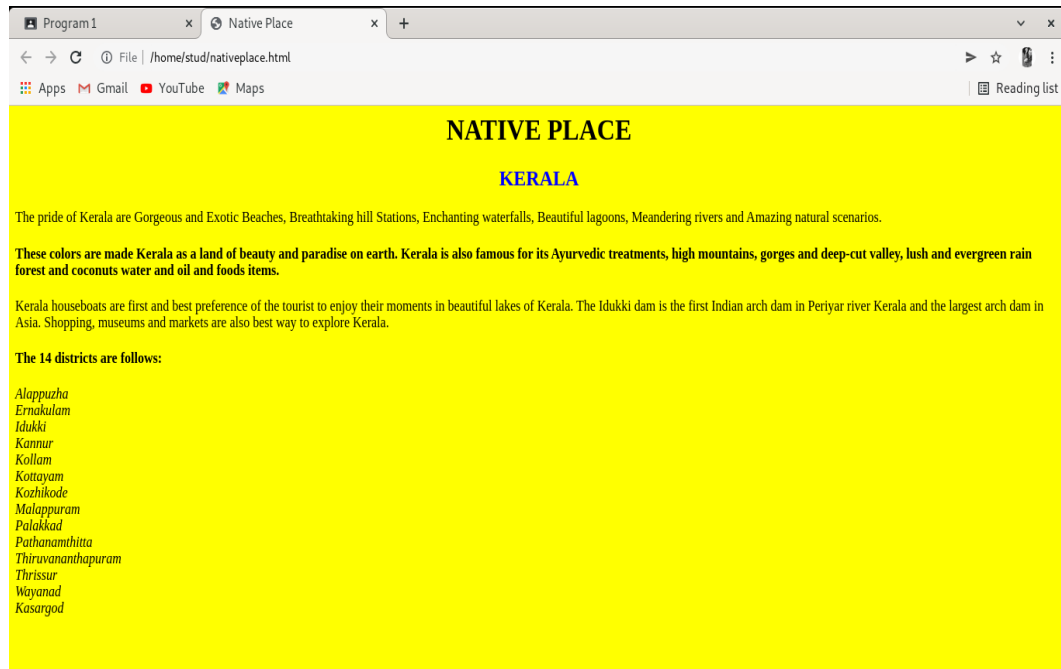 Program 1
Native Place
File | /home/stud/nativeplace.html
Apps Gmail YouTube Maps Reading list
NATIVE PLACE
KERALA
The pride of Kerala are Gorgeous and Exotic Beaches, Breathtaking hill Stations, Enchanting waterfalls, Beautiful lagoons, Meandering rivers and Amazing natural scenarios.
These colors are made Kerala as a land of beauty and paradise on earth. Kerala is also famous for its Ayurvedic treatments, high mountains, gorges and deep-cut valley, lush and evergreen rain
forest and coconuts water and oil and foods items.
Kerala houseboats are first and best preference of the tourist to enjoy their moments in beautiful lakes of Kerala. The Idukki dam is the first Indian arch dam in Periyar river Kerala and the largest arch dam in
Asia. Shopping, museums and markets are also best way to explore Kerala.
The 14 districts are follows:
Alappuzha
Ernakulam
Idukki
Kannur
Kollam
Kottayam
Kozhikode
Malappuram
Palakkad
Pathanamthitta
Thiruvananthapuram
Thrissur
Wayanad
Kasargod